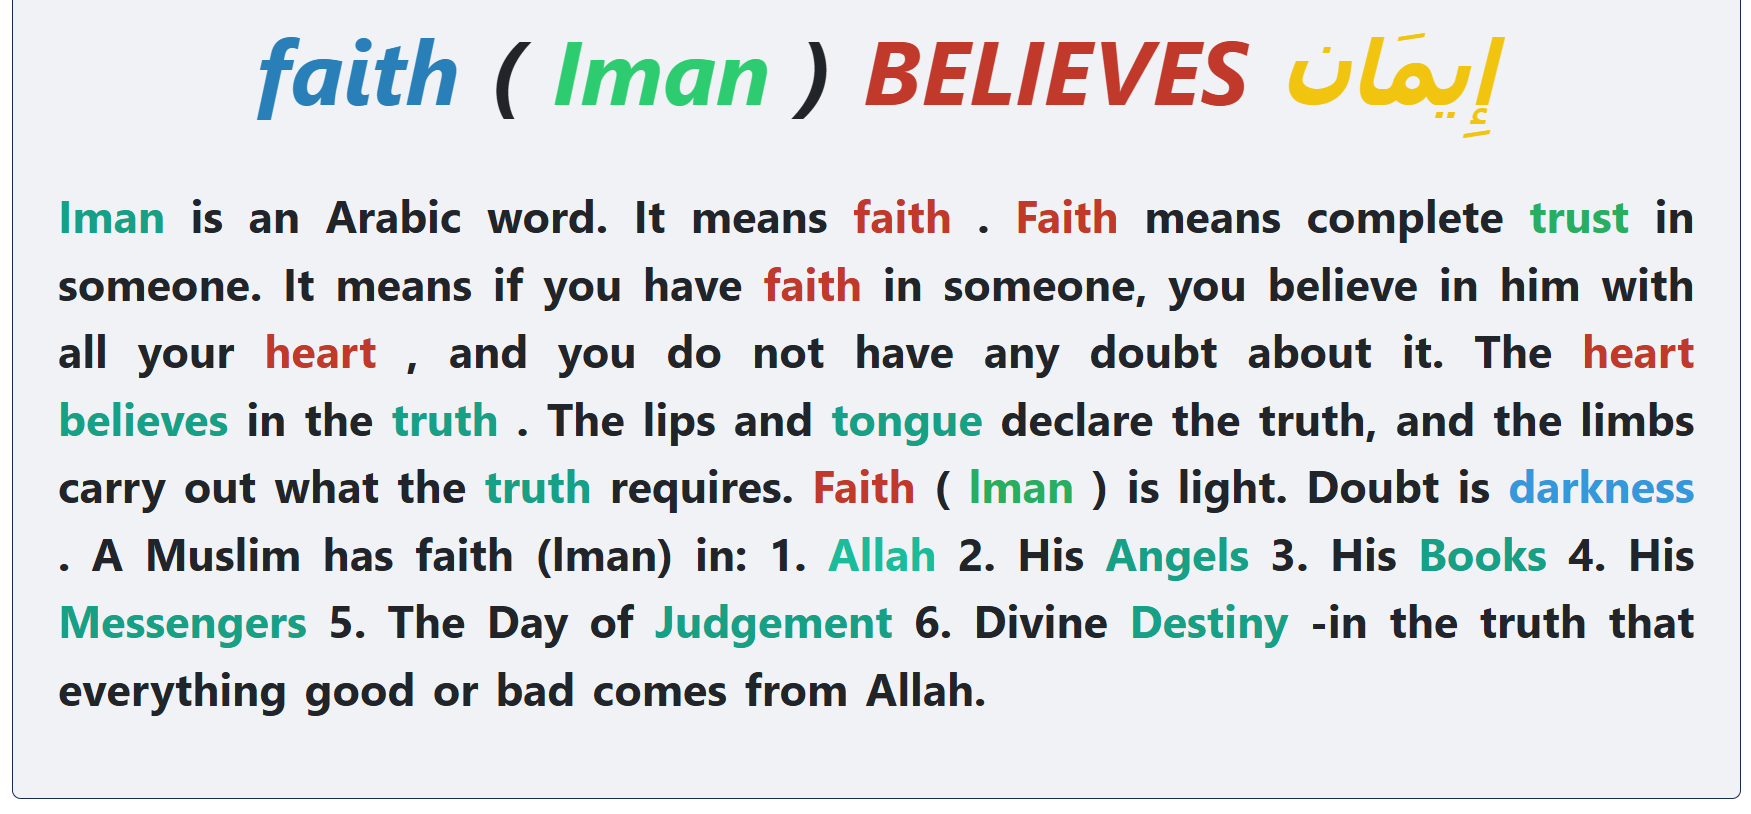 faith ( Iman ) BELIEVES إِيمَان
Iman is an Arabic word. It means faith . Faith means complete trust in
someone. It means if you have faith in someone, you believe in him with
all your heart , and you do not have any doubt about it. The heart
believes in the truth . The lips and tongue declare the truth, and the limbs
carry out what the truth requires. Faith ( lman ) is light. Doubt is darkness
. A Muslim has faith (lman) in: 1. Allah 2. His Angels 3. His Books 4. His
Messengers 5. The Day of Judgement 6. Divine Destiny -in the truth that
everything good or bad comes from Allah.